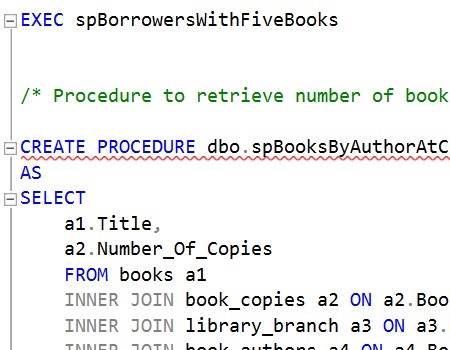 EXEC spBorrowersWithFiveBooks
/* Procedure to retrieve number of book
CREATE PROCEDURE dbo.spBooksByAuthorAtC
AS
SELECT
a1.Title,
a2.Number_Of_Copies
FROM books a1
INNER JOIN book_copies a2 ON a2.Boo
INNER JOIN library_branch a3 ON a3.
INNER JOIN book_authors a4 ON a4.Bo